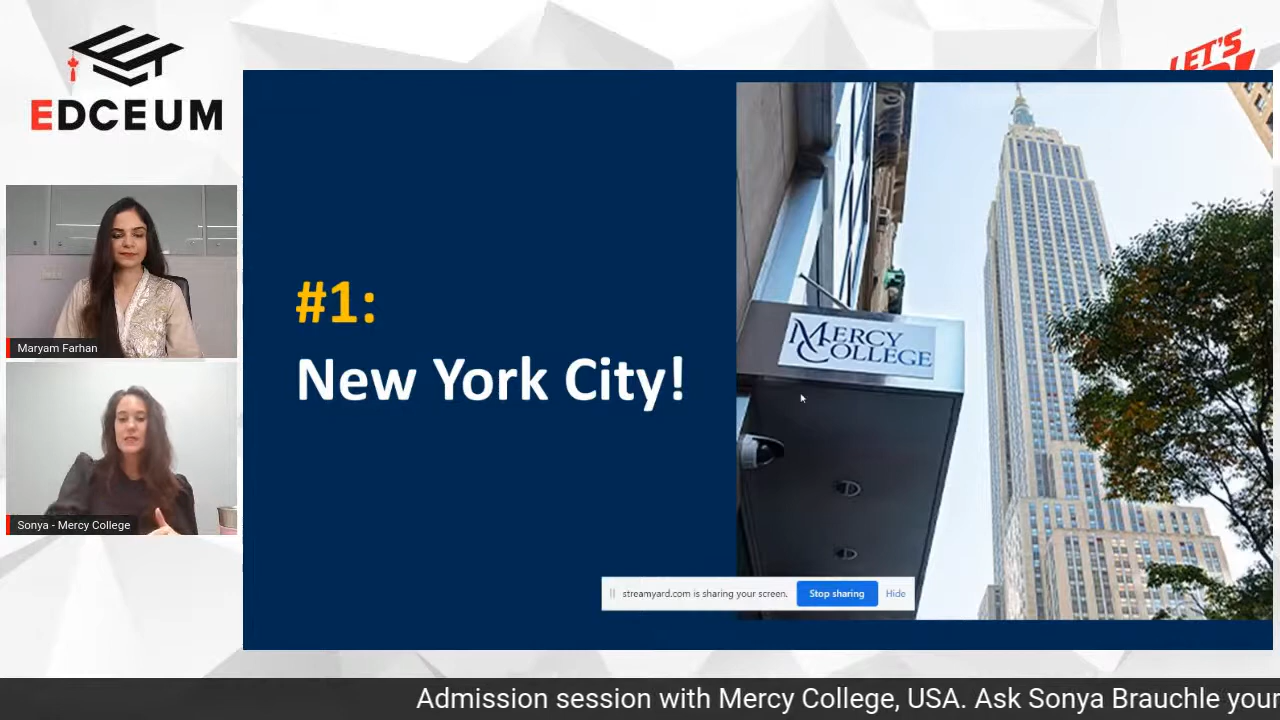 EDCEUM
LET'S
Maryam Farhan
Sonya - Mercy College
#1:
New York City!
MERCY
COLLEGE
streamyard.com is sharing your screen.
Stop sharing
Hide
Admission session with Mercy College, USA. Ask Sonya Brauchle your